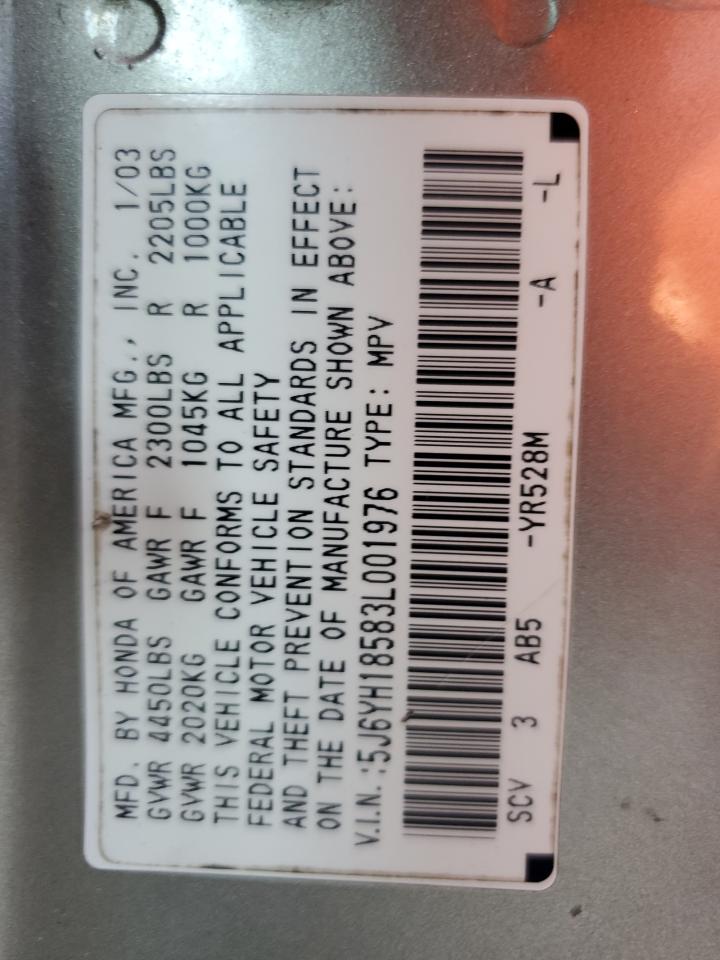 MFD. BY HONDA OF AMERICA MFG., INC. 1/03
GVWR 4450LBS GAWR F 2300LBS R 2205LBS
GVWR 2020KG GAWR F 1045KG R 1000KG
THIS VEHICLE CONFORMS TO ALL APPLICABLE
FEDERAL MOTOR VEHICLE SAFETY
AND THEFT PREVENTION STANDARDS IN EFFECT
ON THE DATE OF MANUFACTURE SHOWN ABOVE:
V.I.N.:5J6YH18583L001976 TYPE: MPV
SCV 3 AB5 -YR528M -A -L